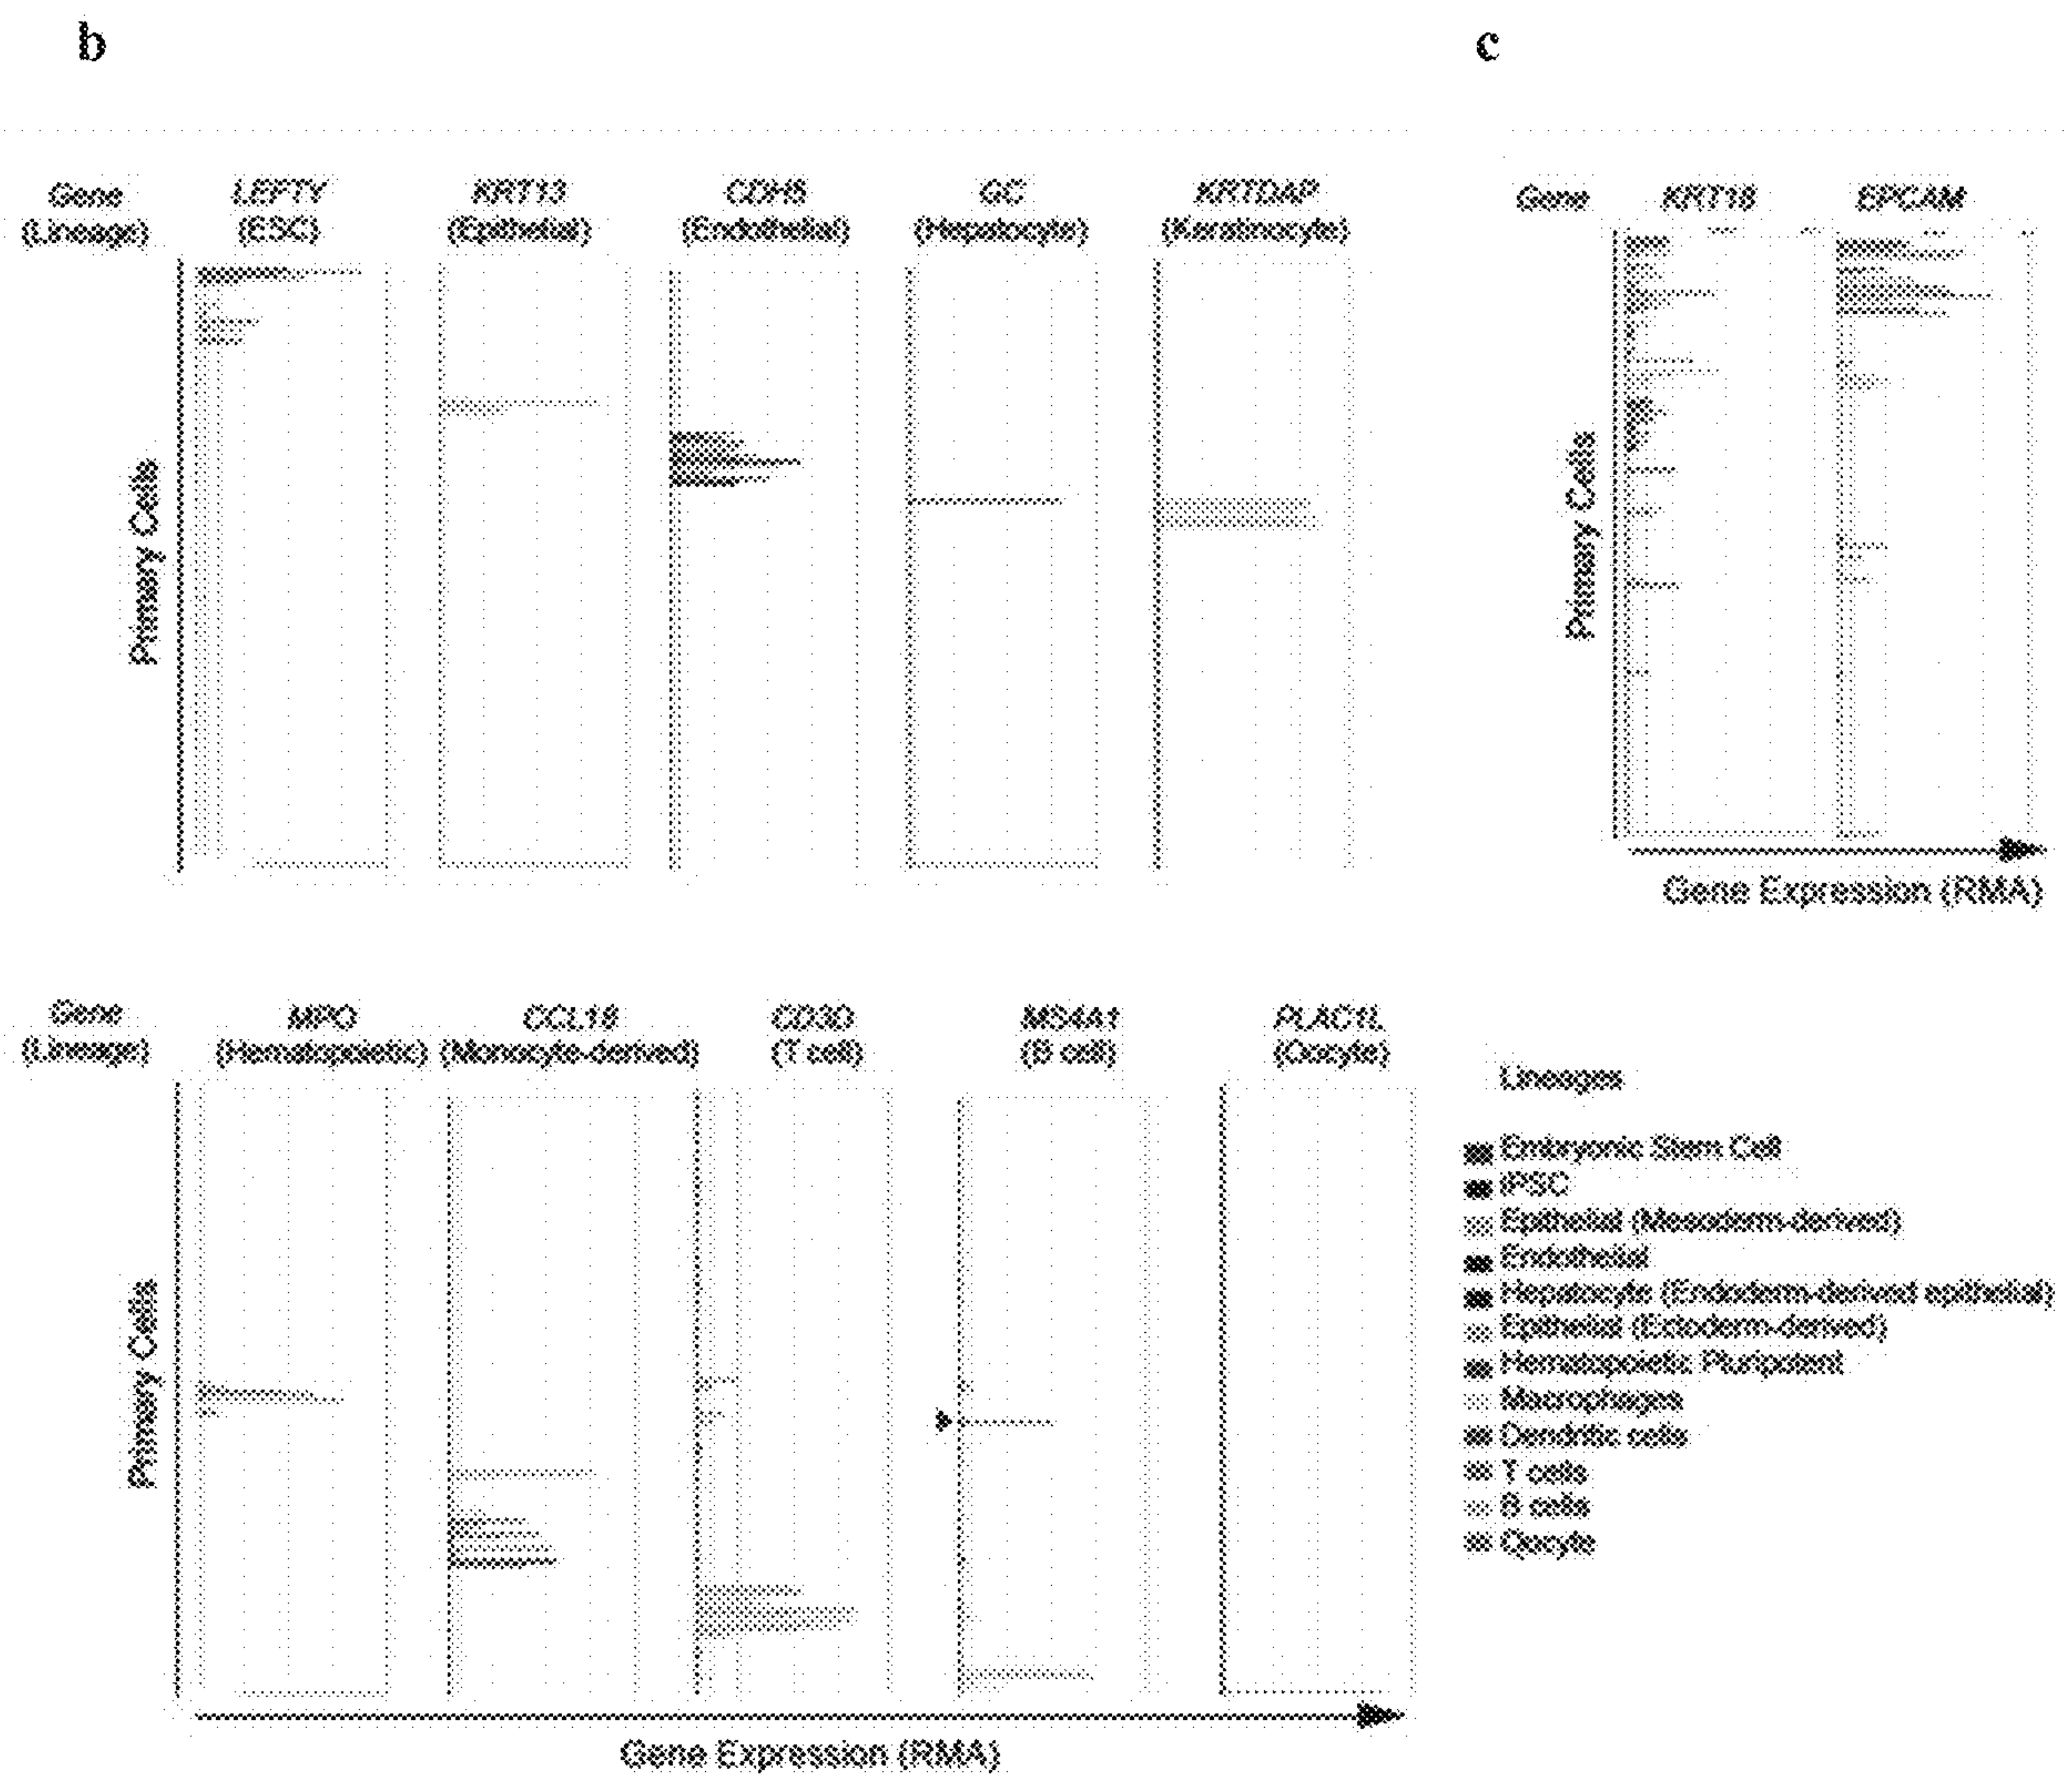 b
c
Gene LEFTY KRT13 CDH5 GC KRTDAP
(Lineage) (ESC) (Epithelial) (Endothelial) (Hepatocyte) (Keratinocyte)
Primary Cells
Gene KRT18 EPCAM
Primary Cells
Gene Expression (RMA)
Gene MPO CCL18 CD3D MS4A1 PLAC1L
(Lineage) (Hematopoietic) (Monocyte-derived) (T cell) (B cell) (Oocyte)
Primary Cells
Gene Expression (RMA)
Lineages
Embryonic Stem Cell
iPSC
Epithelial (Mesoderm-derived)
Endothelial
Hepatocyte (Endoderm-derived epithelial)
Epithelial (Ectoderm-derived)
Hematopoietic Pluripotent
Macrophages
Dendritic cells
T cells
B cells
Oocyte